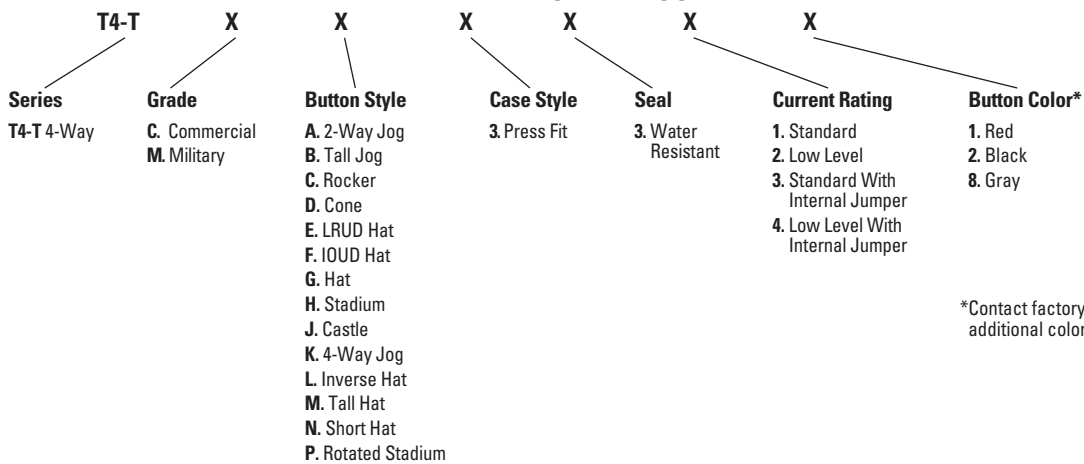 T4-T X X X X X X
Series
T4-T 4-Way
Grade
C. Commercial
M. Military
Button Style
A. 2-Way Jog
B. Tall Jog
C. Rocker
D. Cone
E. LRUD Hat
F. IOUD Hat
G. Hat
H. Stadium
J. Castle
K. 4-Way Jog
L. Inverse Hat
M. Tall Hat
N. Short Hat
P. Rotated Stadium
Case Style
3. Press Fit
Seal
3. Water
Resistant
Current Rating
1. Standard
2. Low Level
3. Standard With
Internal Jumper
4. Low Level With
Internal Jumper
Button Color*
1. Red
2. Black
8. Gray
*Contact factory
additional color